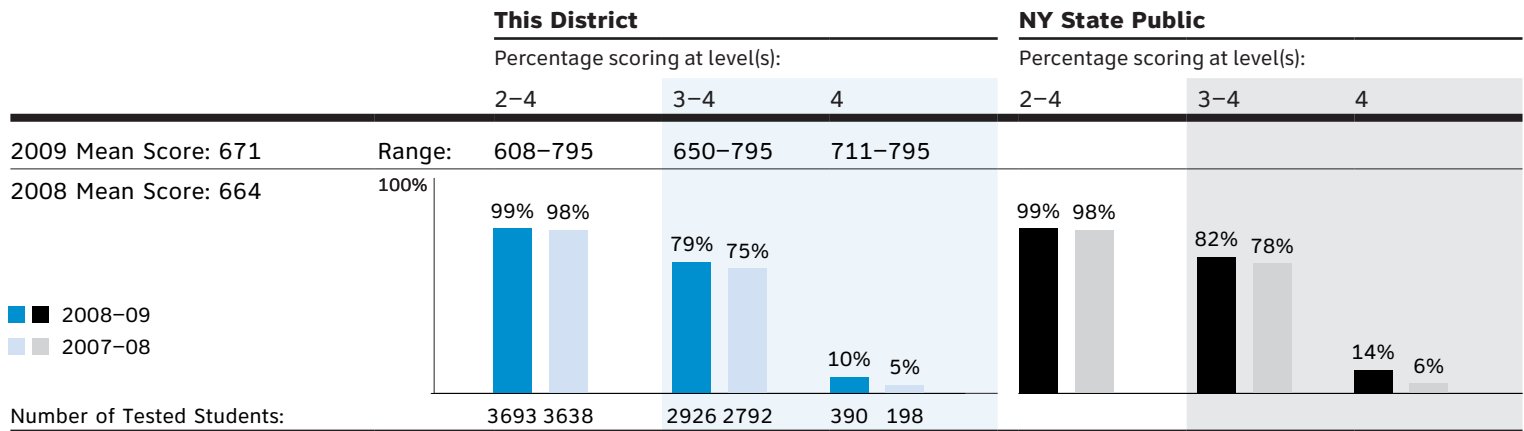 This District NY State Public
Percentage scoring at level(s): Percentage scoring at level(s):
2–4 3–4 4 2–4 3–4 4
2009 Mean Score: 671 Range: 608–795 650–795 711–795
2008 Mean Score: 664 100%
99% 98% 79% 75% 10% 5% 99% 98% 82% 78% 14% 6%
2008–09
2007–08
Number of Tested Students: 3693 3638 2926 2792 390 198